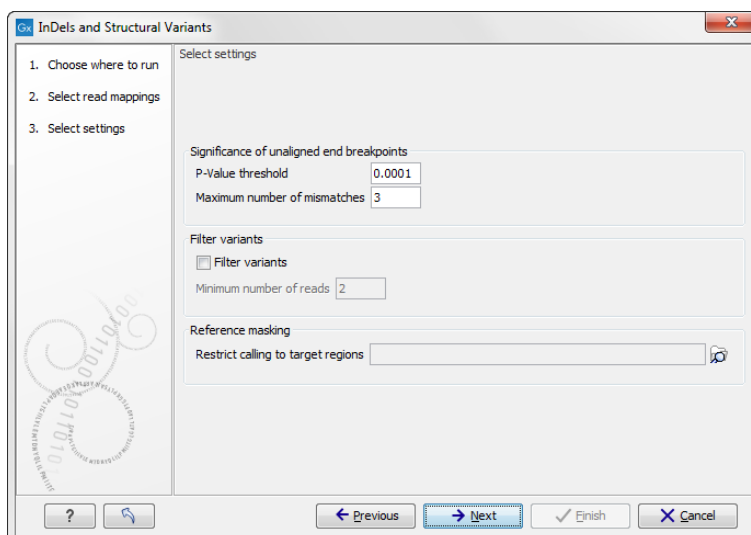 Gx InDels and Structural Variants
Select settings
1. Choose where to run
2. Select read mappings
3. Select settings
Significance of unaligned end breakpoints
P-Value threshold 0.0001
Maximum number of mismatches 3
Filter variants
Filter variants
Minimum number of reads 2
Reference masking
Restrict calling to target regions
? Previous Next Finish Cancel